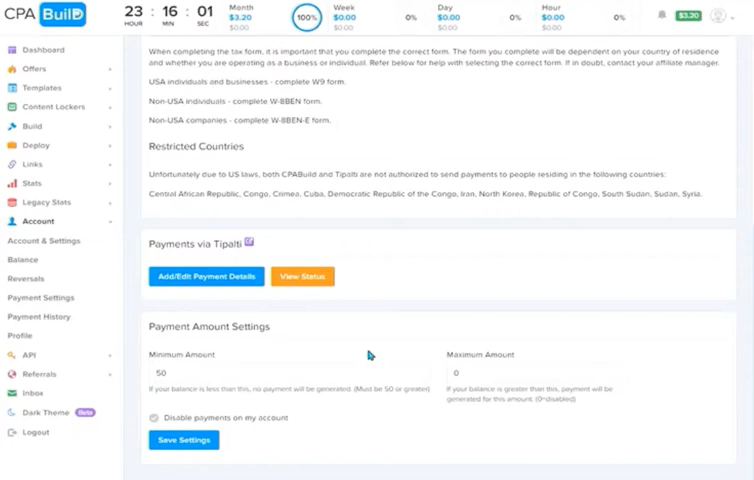 CPA BuilD
23 : 16 : 01
HOUR MIN SEC
Month
$3.20
$0.00
100%
Week
$0.00
$0.00
0%
Day
$0.00
$0.00
0%
Hour
$0.00
$0.00
0%
$3.20
Dashboard
Offers
Templates
Content Lockers
Build
Deploy
Links
Stats
Legacy Stats
Account
Account & Settings
Balance
Reversals
Payment Settings
Payment History
Profile
API
Referrals
Inbox
Dark Theme Beta
Logout
When completing the tax form, it is important that you complete the correct form. The form you complete will be dependent on your country of residence
and whether you are operating as a business or individual. Refer below for help with selecting the correct form. If in doubt, contact your affiliate manager.
USA individuals and businesses - complete W9 form.
Non-USA individuals - complete W-8BEN form.
Non-USA companies - complete W-8BEN-E form.
Restricted Countries
Unfortunately due to US laws, both CPABuild and Tipalti are not authorized to send payments to people residing in the following countries:
Central African Republic, Congo, Crimea, Cuba, Democratic Republic of the Congo, Iran, North Korea, Republic of Congo, South Sudan, Sudan, Syria.
Payments via Tipalti
Add/Edit Payment Details
View Status
Payment Amount Settings
Minimum Amount
50
If your balance is less than this, no payment will be generated. (Must be 50 or greater)
Maximum Amount
0
If your balance is greater than this, payment will be
generated for this amount. (0=disabled)
Disable payments on my account
Save Settings